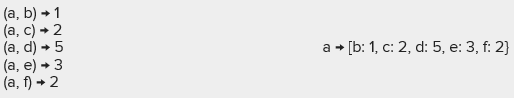 (a, b) → 1
(a, c) → 2
(a, d) → 5
(a, e) → 3
(a, f) → 2
a → [b: 1, c: 2, d: 5, e: 3, f: 2}